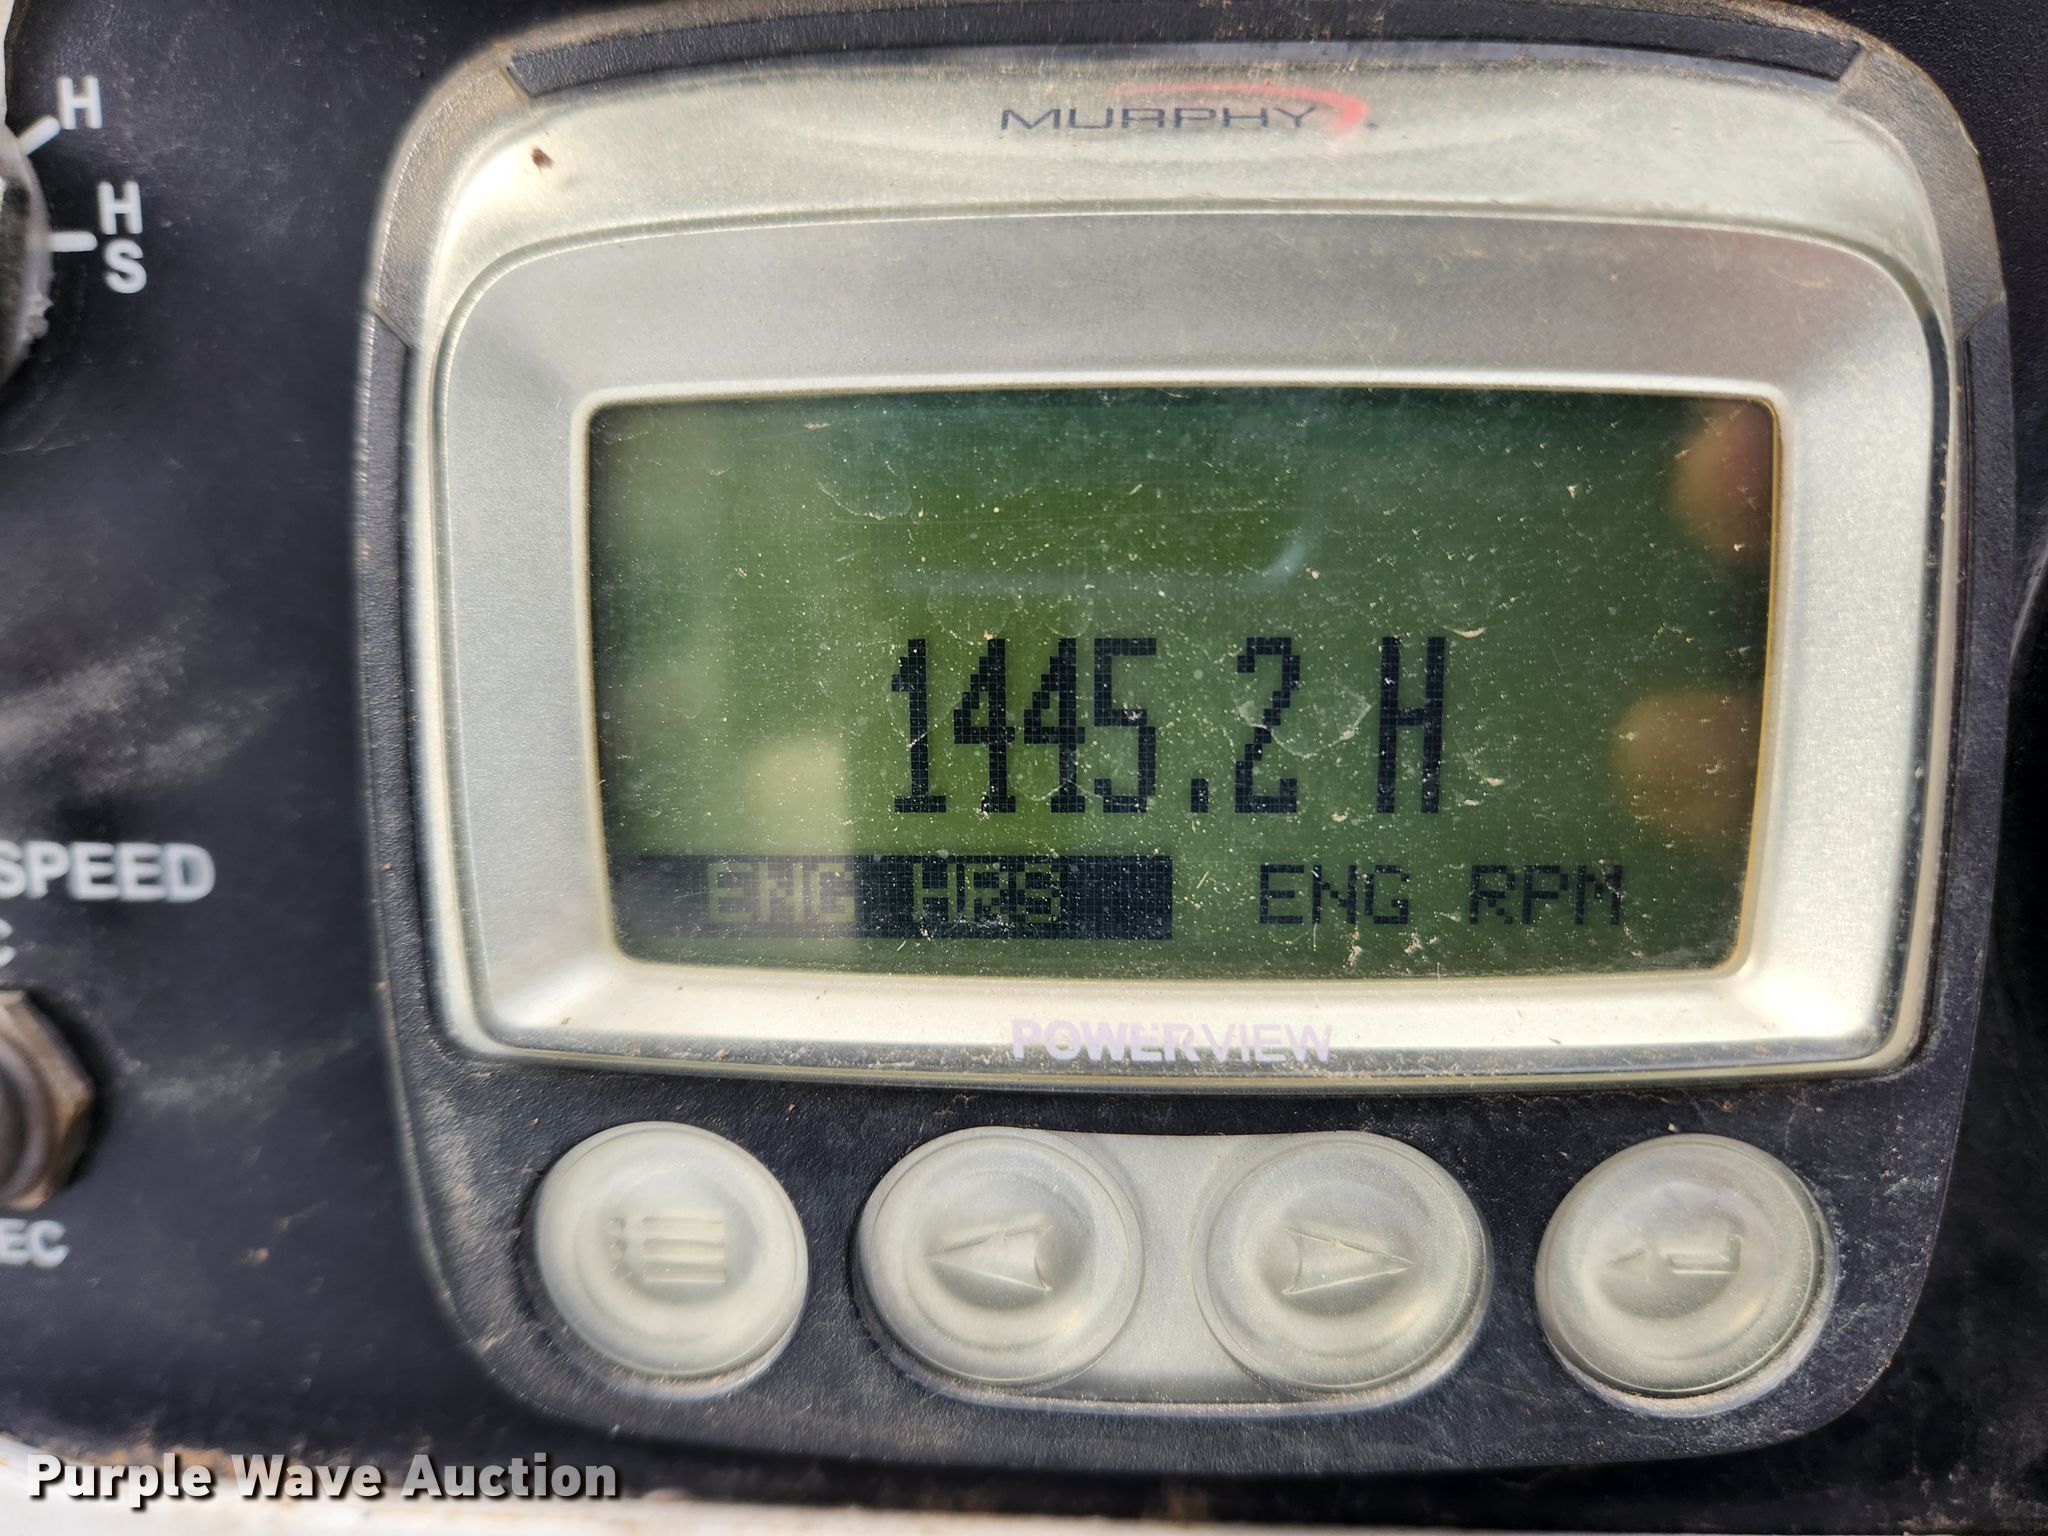 H
H
S
MURPHY
1445.2 H
ENG HRS ENG RPM
SPEED
POWERVIEW
EC
Purple Wave Auction